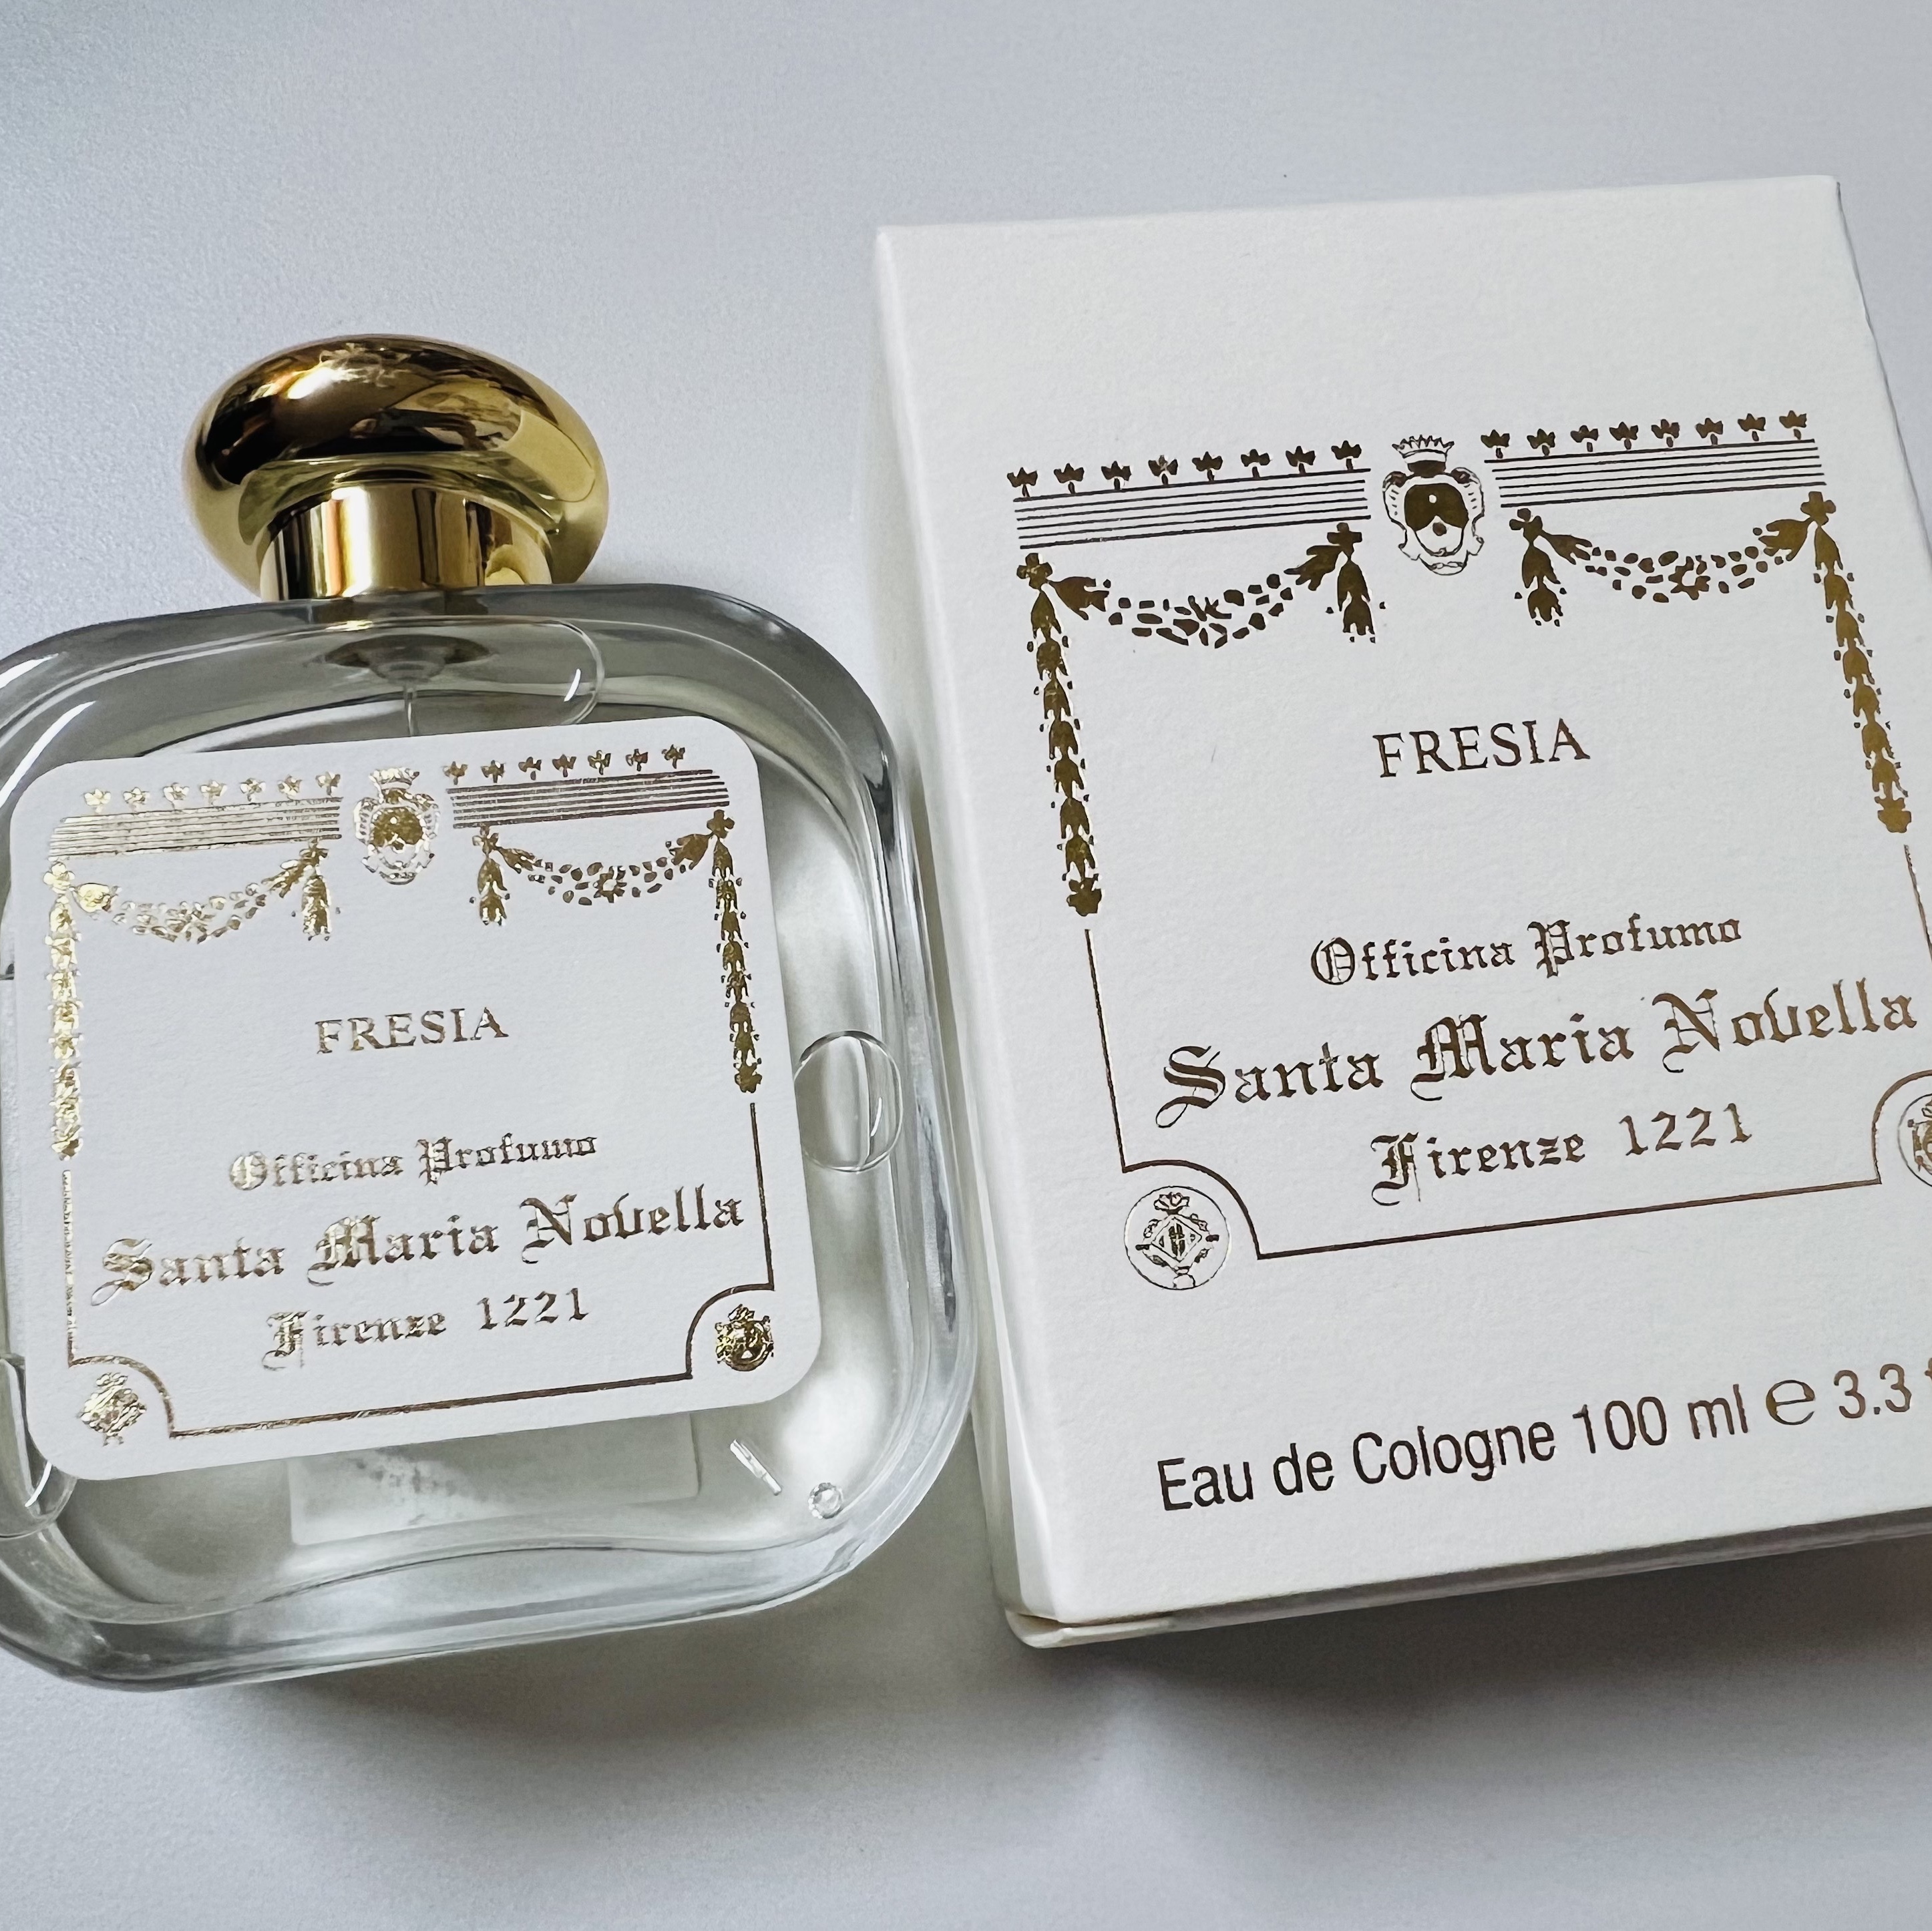 FRESIA
Officina Profumo
Santa Maria Novella
Firenze 1221
FRESIA
Officina Profumo
Santa Maria Novella
Firenze 1221
Eau de Cologne 100 ml ℮ 3.3